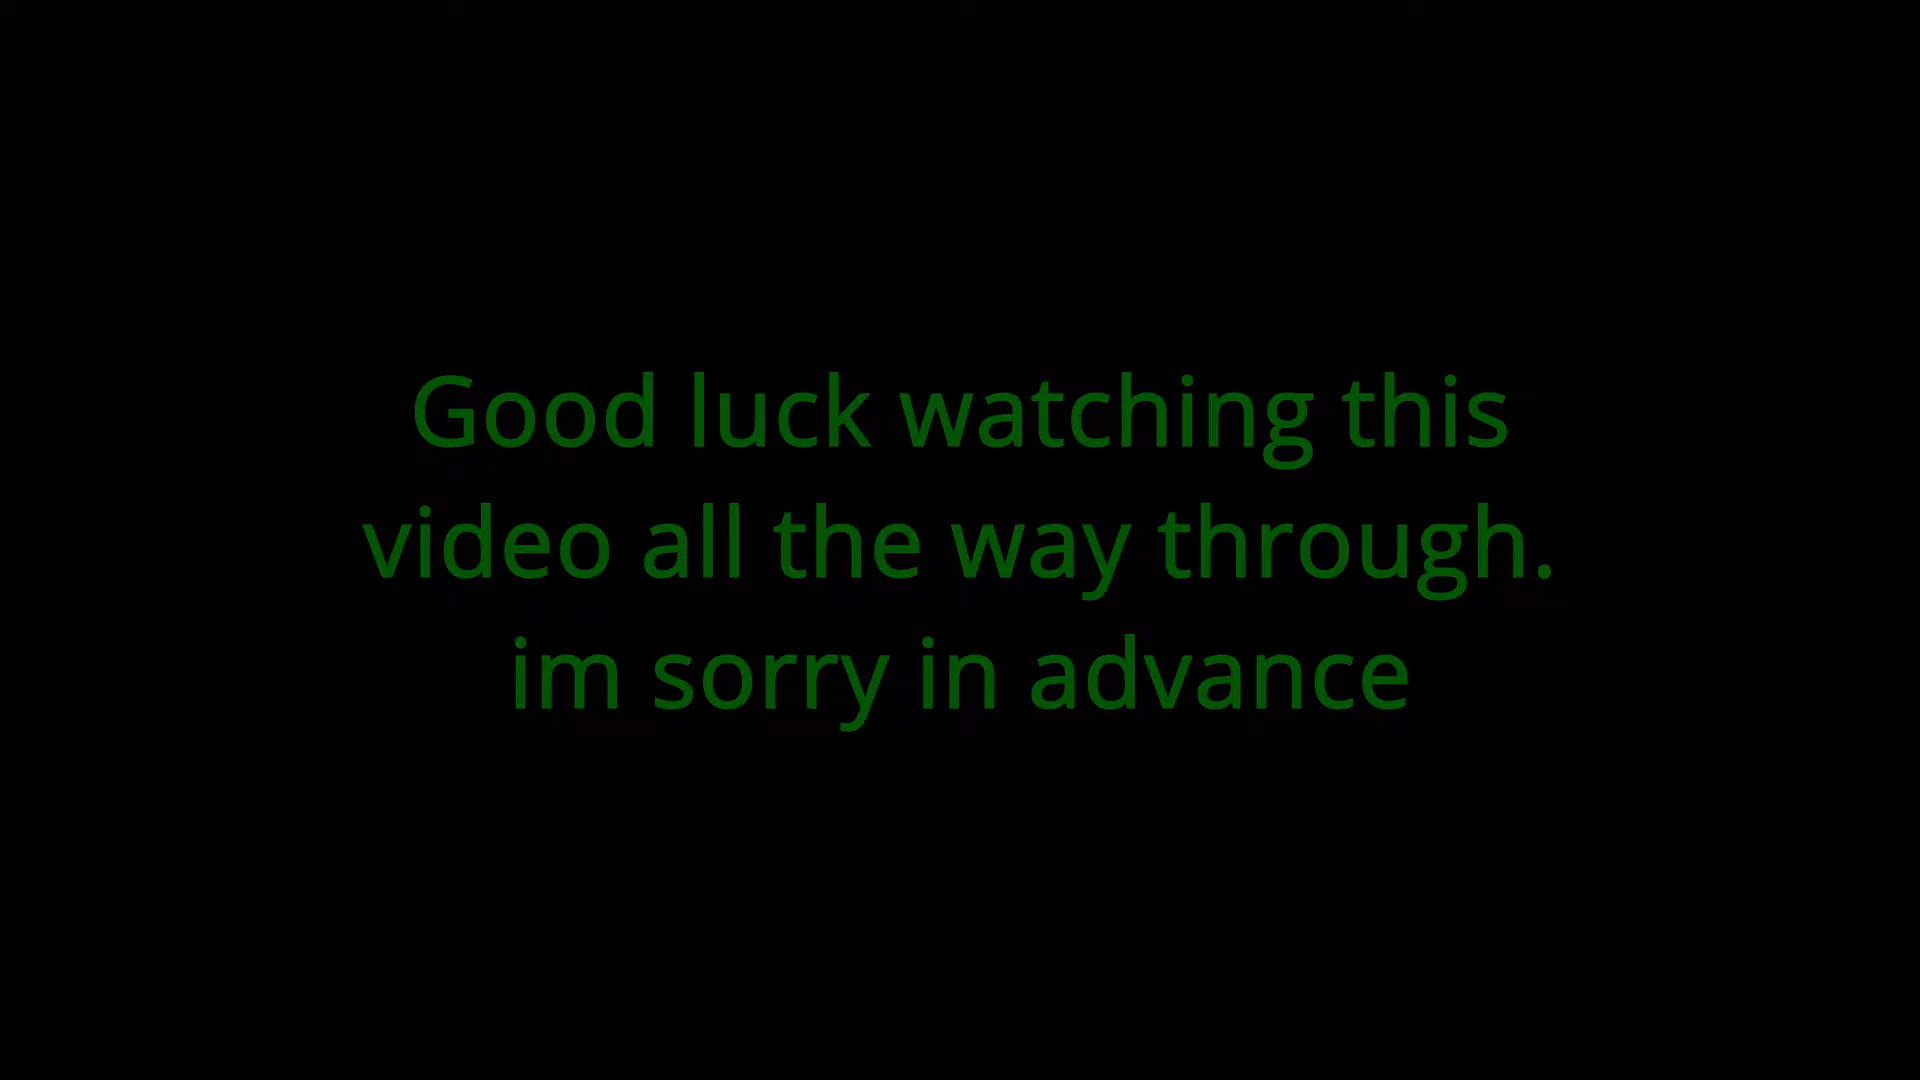 Good luck watching this
video all the way through.
im sorry in advance